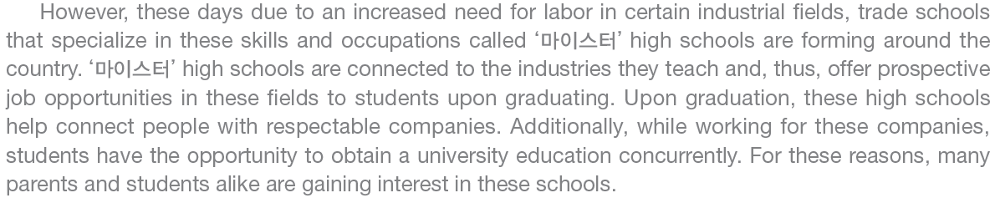 However, these days due to an increased need for labor in certain industrial fields, trade schools
that specialize in these skills and occupations called ‘마이스터’ high schools are forming around the
country. ‘마이스터’ high schools are connected to the industries they teach and, thus, offer prospective
job opportunities in these fields to students upon graduating. Upon graduation, these high schools
help connect people with respectable companies. Additionally, while working for these companies,
students have the opportunity to obtain a university education concurrently. For these reasons, many
parents and students alike are gaining interest in these schools.